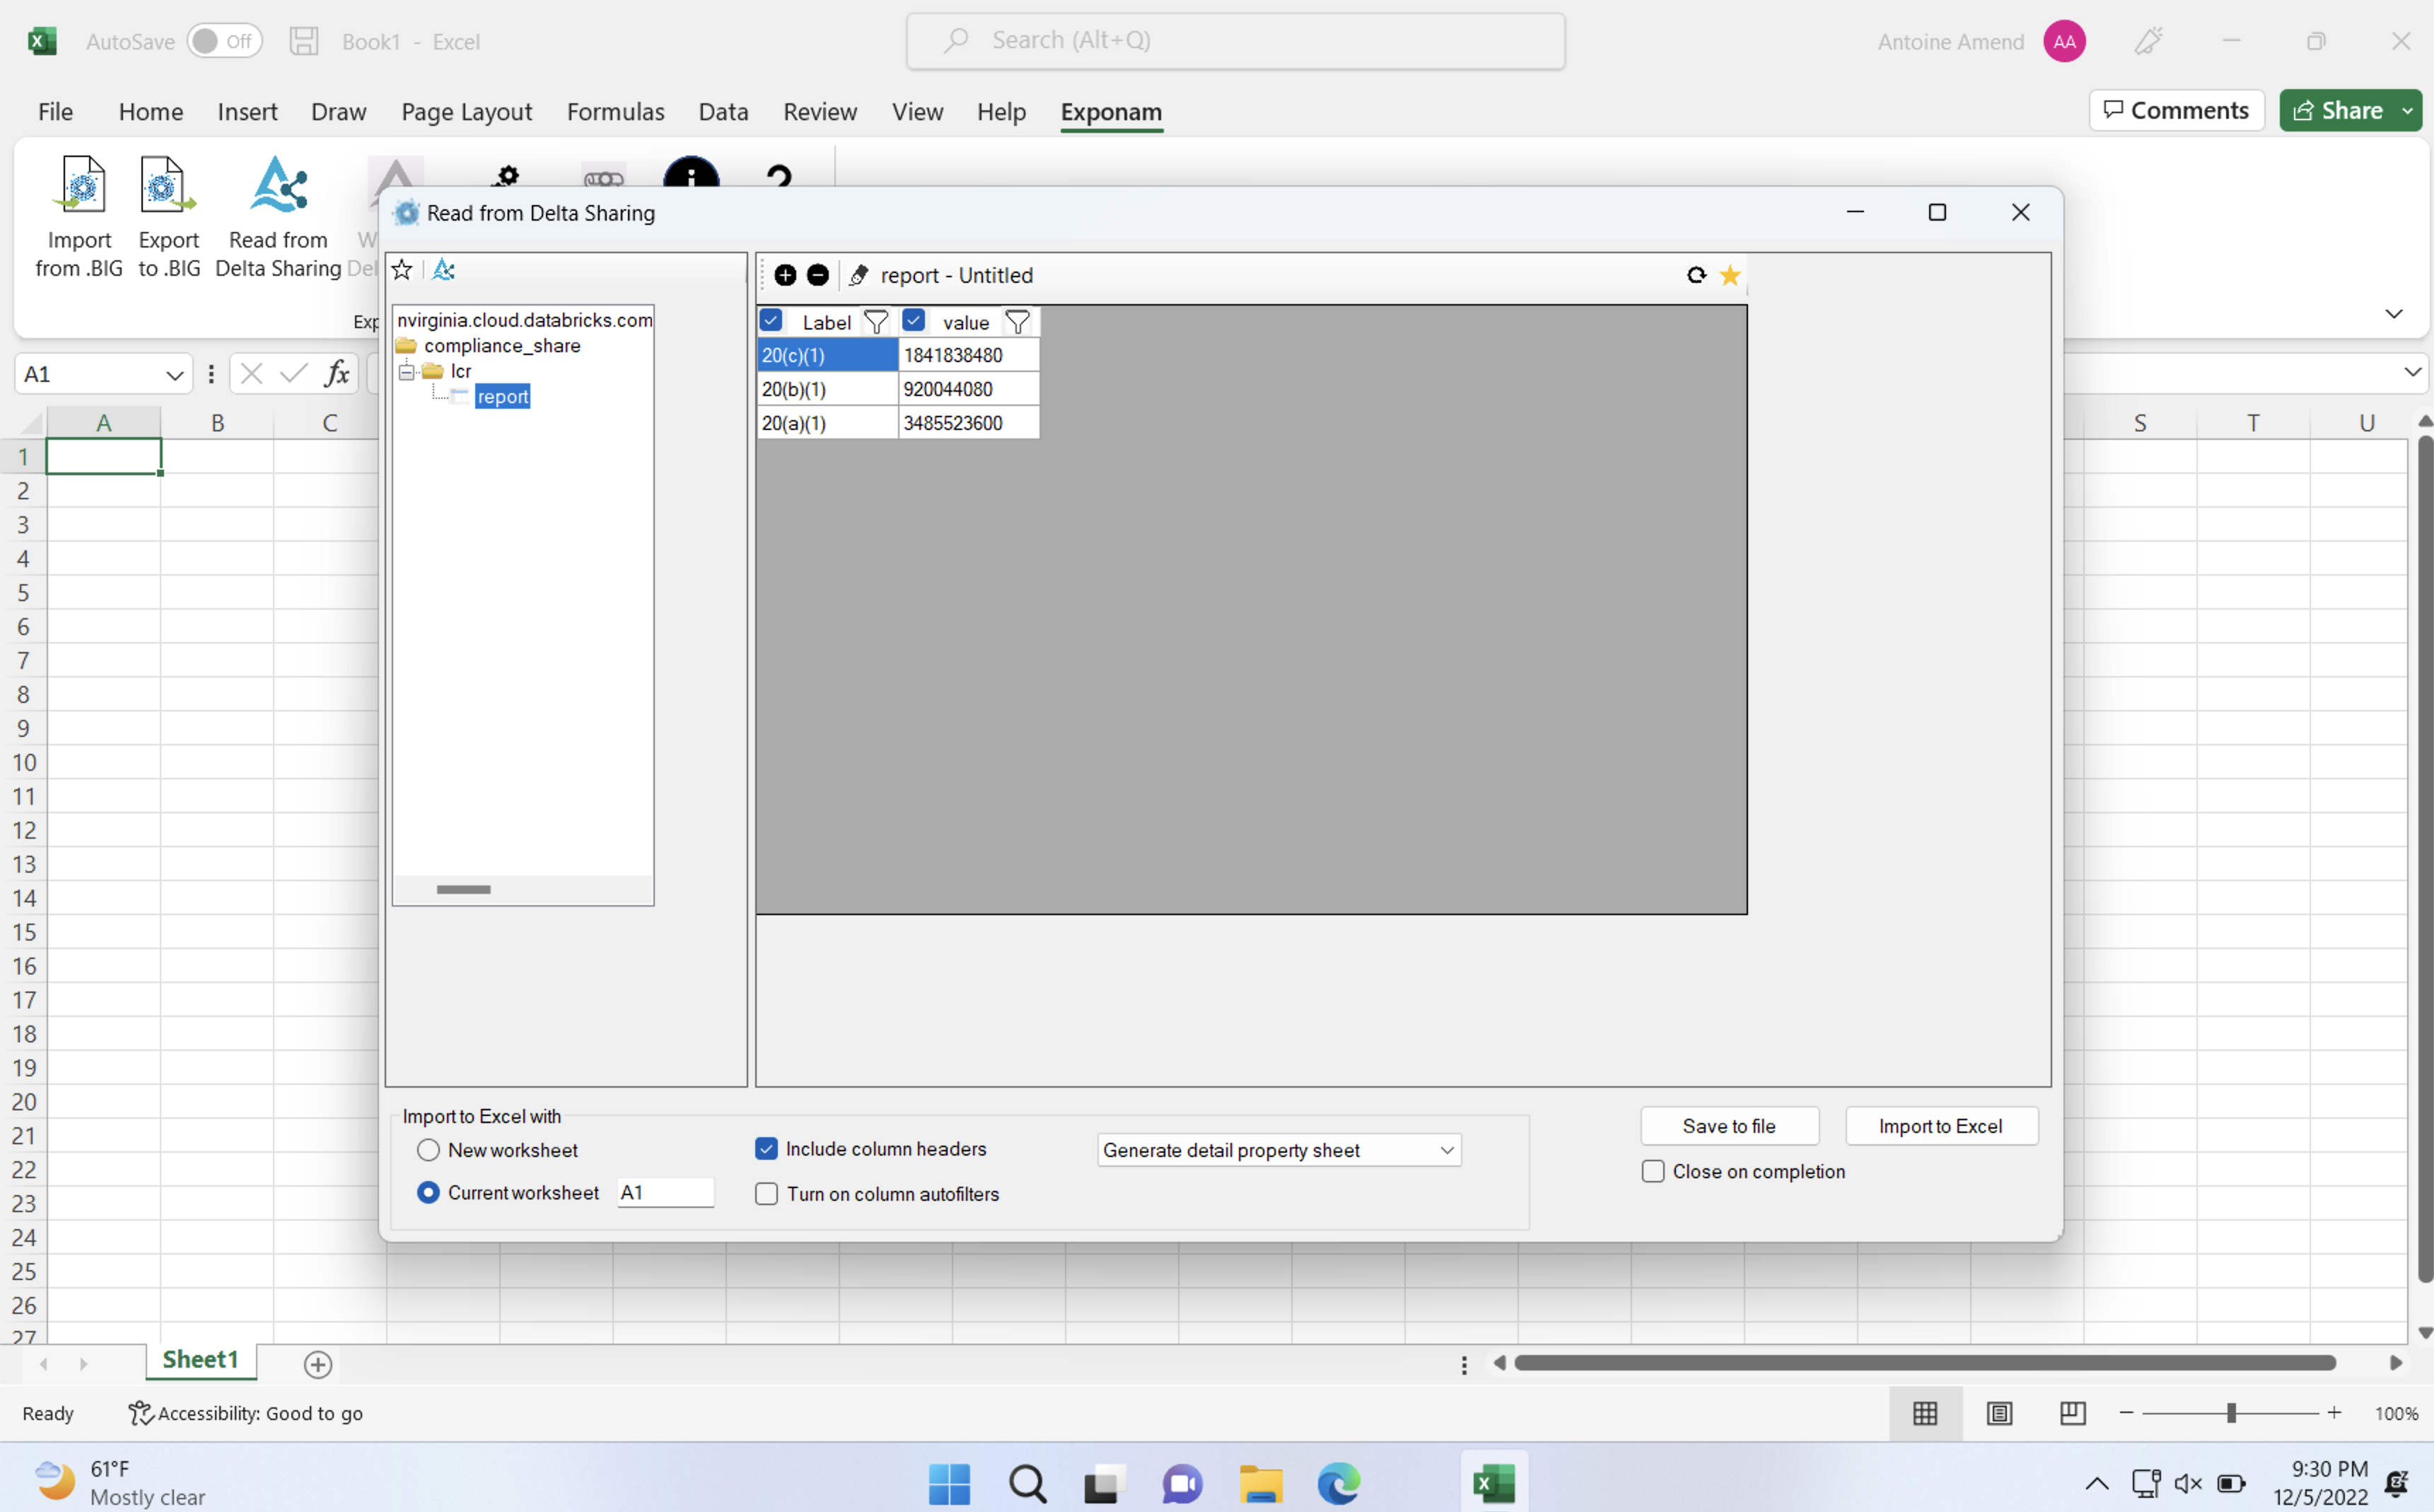 AutoSave Off Book1 - Excel
Search (Alt+Q)
Antoine Amend AA
File Home Insert Draw Page Layout Formulas Data Review View Help Exponam
Comments Share
Import from .BIG
Export to .BIG
Read from Delta Sharing
Read from Delta Sharing
report - Untitled
nvirginia.cloud.databricks.com
compliance_share
lcr
report
Label value
20(c)(1) 1841838480
20(b)(1) 920044080
20(a)(1) 3485523600
A1 fx
A B C S T U
1
2
3
4
5
6
7
8
9
10
11
12
13
14
15
16
17
18
19
20
21
22
23
24
25
26
27
Import to Excel with
New worksheet
Current worksheet A1
Include column headers
Turn on column autofilters
Generate detail property sheet
Save to file
Import to Excel
Close on completion
Sheet1
Ready Accessibility: Good to go
100%
61°F
Mostly clear
9:30 PM
12/5/2022